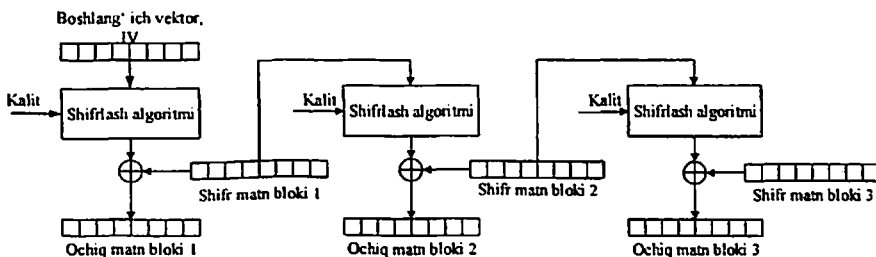 Boshlang‘ ich vektor,
IV
Kalit
Shifrlash algoritmi
Kalit
Shifrlash algoritmi
Kalit
Shifrlash algoritmi
Shifr matn bloki 1
Shifr matn bloki 2
Shifr matn bloki 3
Ochiq matn bloki 1
Ochiq matn bloki 2
Ochiq matn bloki 3